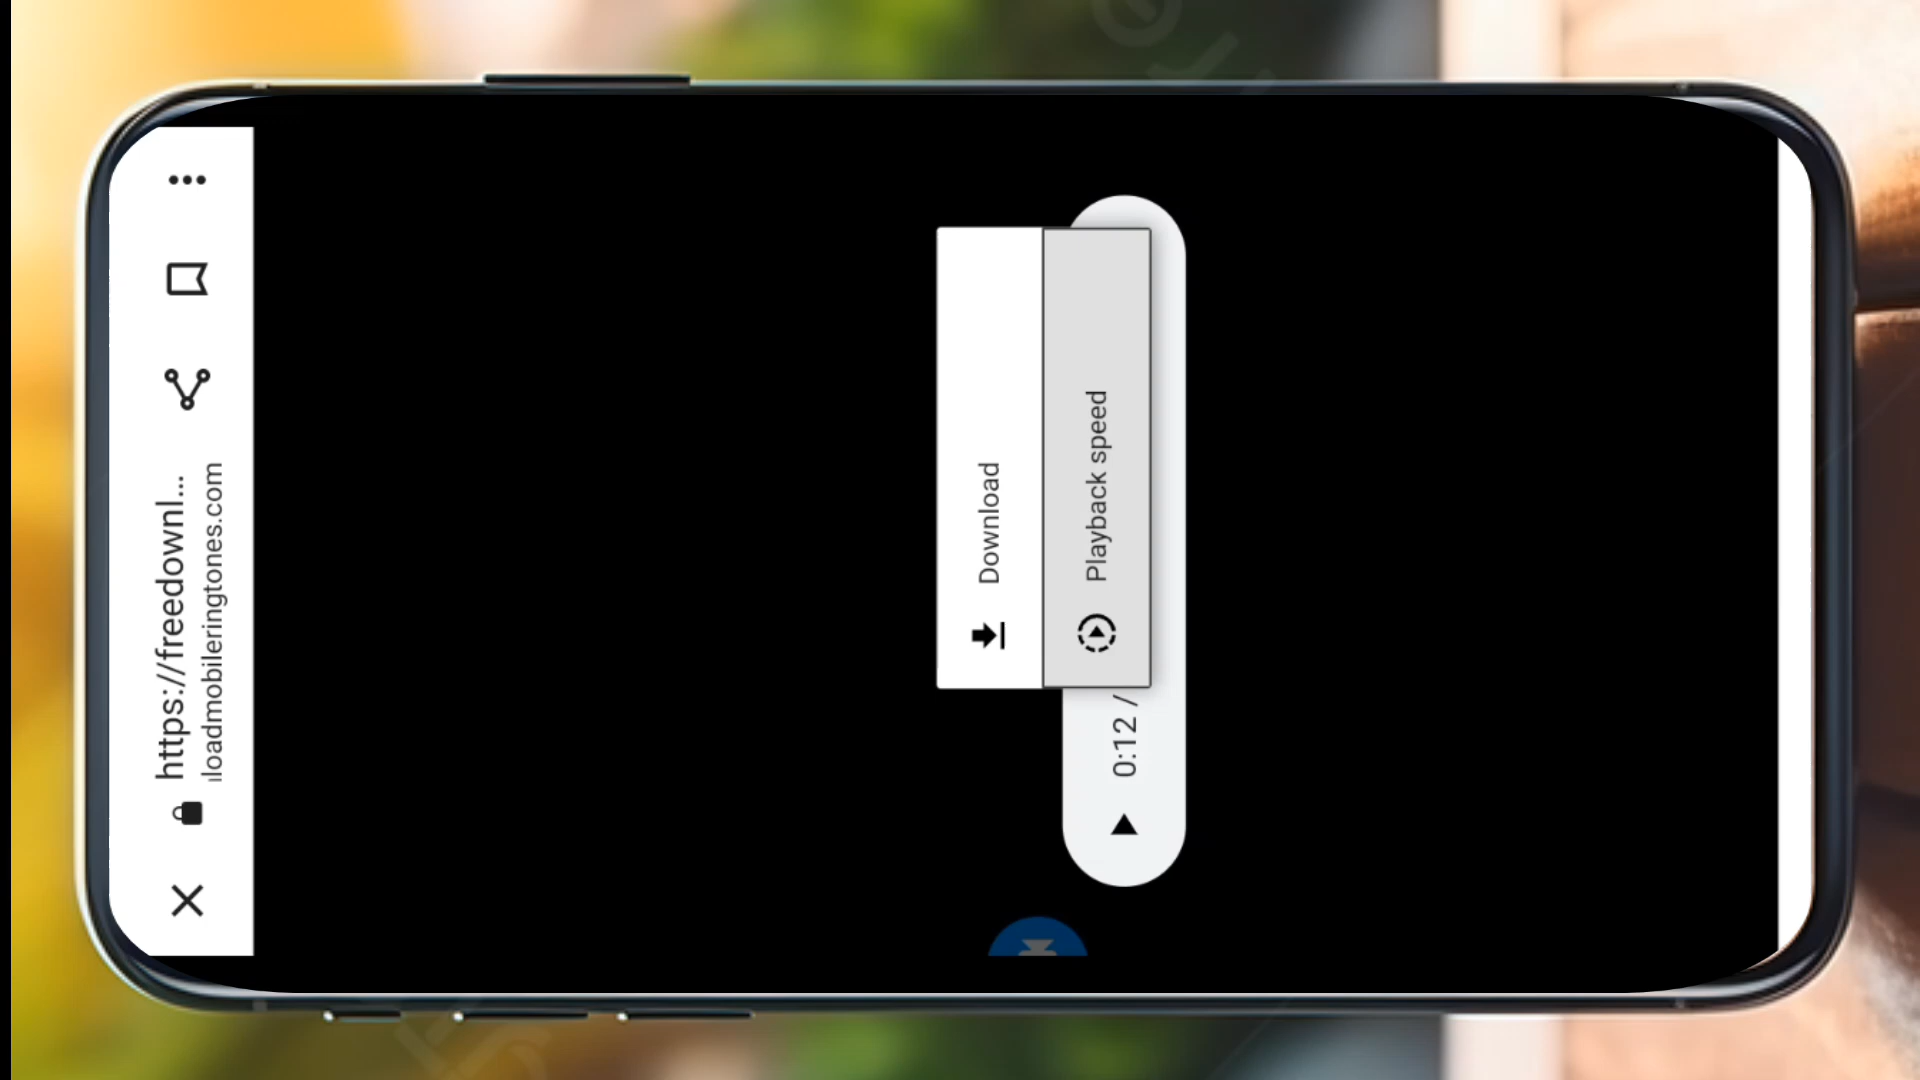 https://freedownl...
loadmobileringtones.com
Download
Playback speed
0:12 /